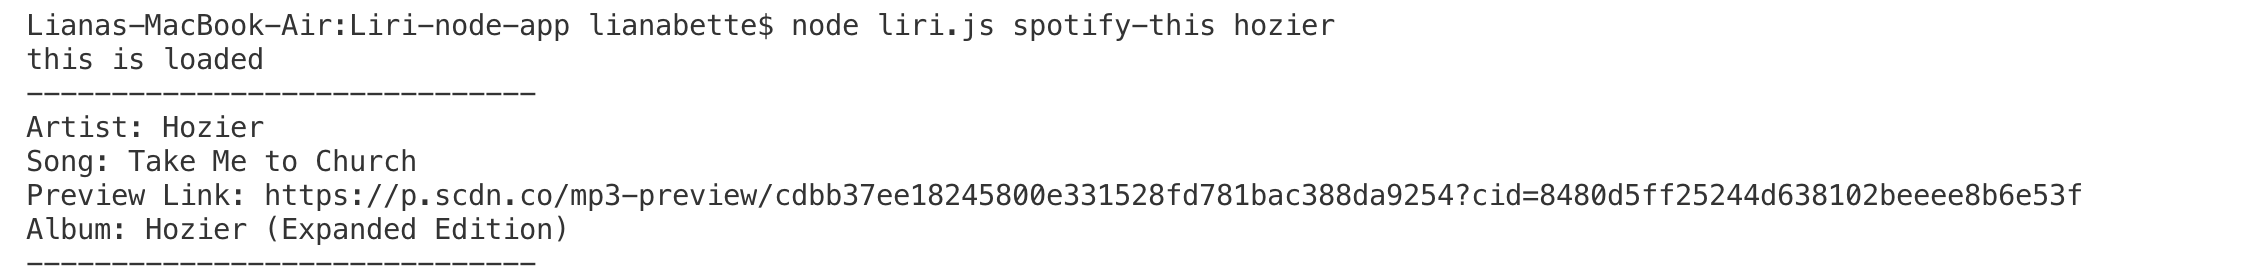 Lianas-MacBook-Air:Liri-node-app lianabette$ node liri.js spotify-this hozier
this is loaded
------------------------------
Artist: Hozier
Song: Take Me to Church
Preview Link: https://p.scdn.co/mp3-preview/cdbb37ee18245800e331528fd781bac388da9254?cid=8480d5ff25244d638102beeee8b6e53f
Album: Hozier (Expanded Edition)
------------------------------